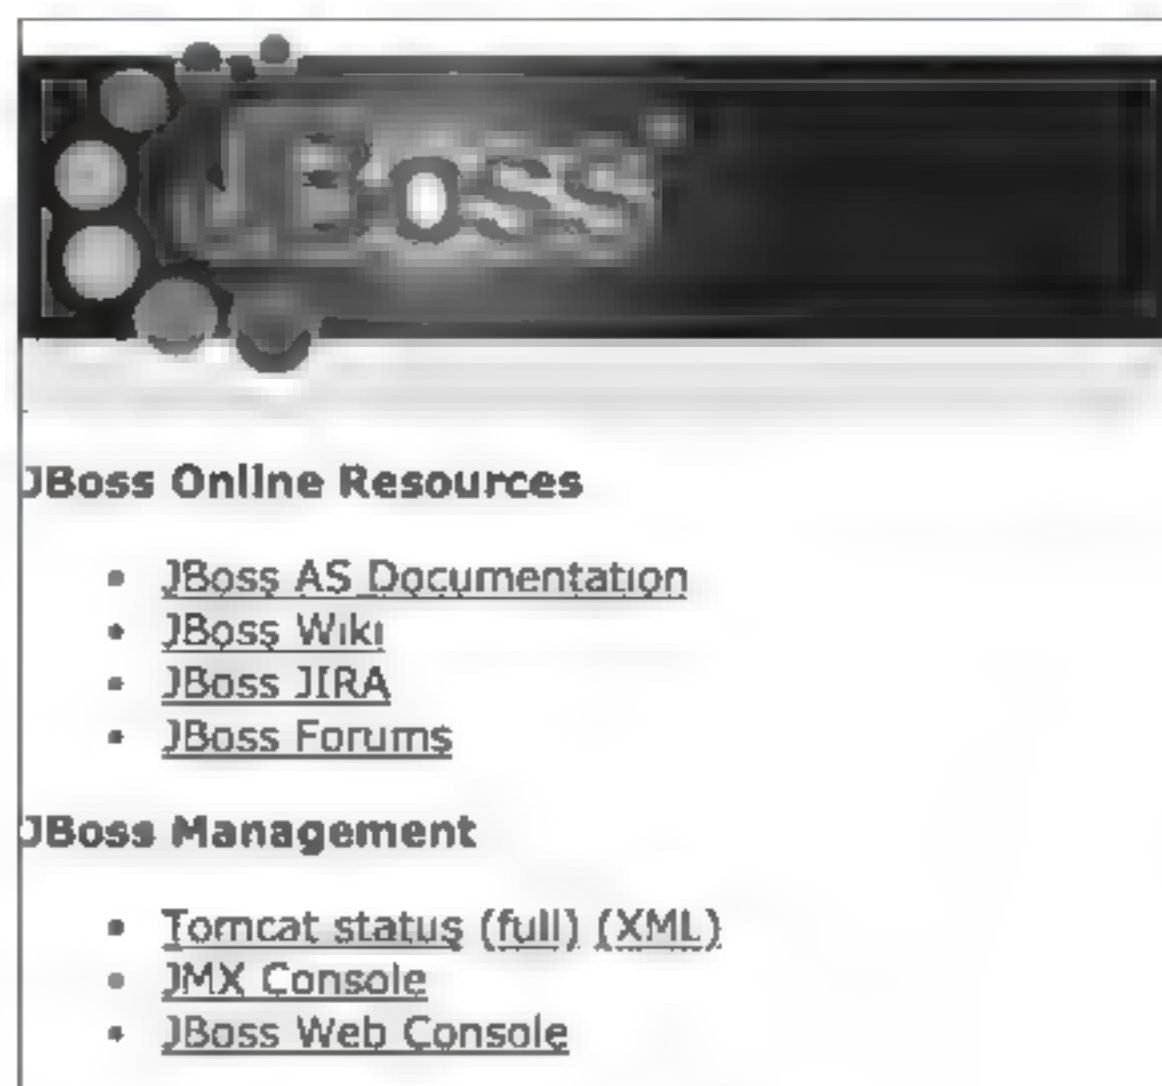 JBoss
JBoss Online Resources
JBoss AS Documentation
JBoss Wiki
JBoss JIRA
JBoss Forums
JBoss Management
Tomcat status (full) (XML)
JMX Console
JBoss Web Console